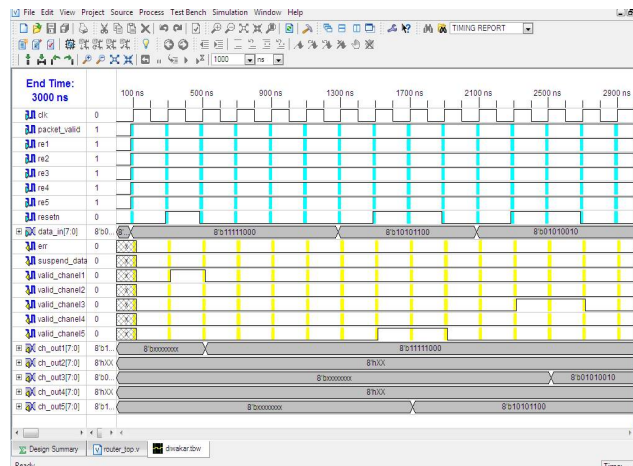 File Edit View Project Source Process Test Bench Simulation Window Help
TIMING REPORT
1000 ns
End Time:
3000 ns
100 ns 500 ns 900 ns 1300 ns 1700 ns 2100 ns 2500 ns 2900 ns
clk 0
packet_valid 1
re1 1
re2 1
re3 1
re4 1
re5 1
resetn 0
data_in[7:0] 8'b0... 8'b11111000 8'b10101100 8'b01010010
err 0
suspend_data 0
valid_chanel1 0
valid_chanel2 0
valid_chanel3 0
valid_chanel4 0
valid_chanel5 0
ch_out1[7:0] 8'b1... 8'bxxxxxxxx 8'b11111000
ch_out2[7:0] 8'hXX 8'hXX
ch_out3[7:0] 8'b0... 8'bxxxxxxxx 8'b01010010
ch_out4[7:0] 8'hXX 8'hXX
ch_out5[7:0] 8'b1... 8'bxxxxxxxx 8'b10101100
Design Summary router_top.v diwakar.tbw
Ready Time: